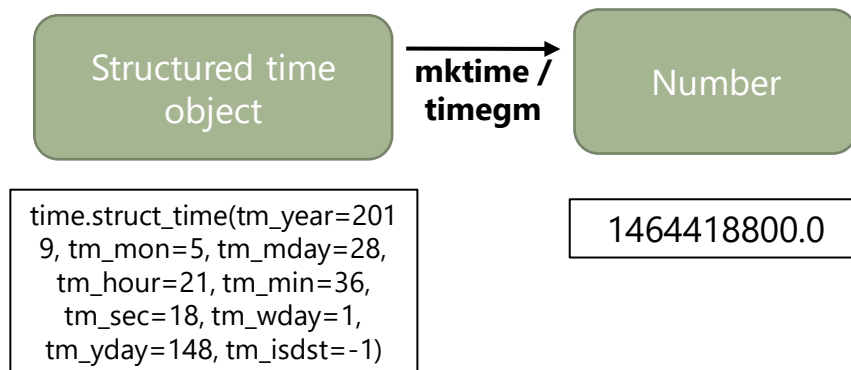 Structured time
object
mktime /
timegm
Number
time.struct_time(tm_year=201
9, tm_mon=5, tm_mday=28,
tm_hour=21, tm_min=36,
tm_sec=18, tm_wday=1,
tm_yday=148, tm_isdst=-1)
1464418800.0